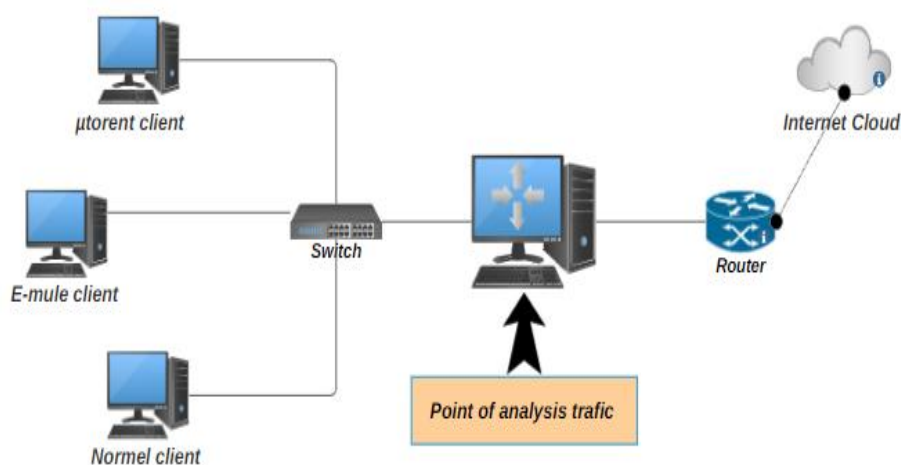 µtorent client
Internet Cloud
Switch
Router
E-mule client
Point of analysis trafic
Normel client